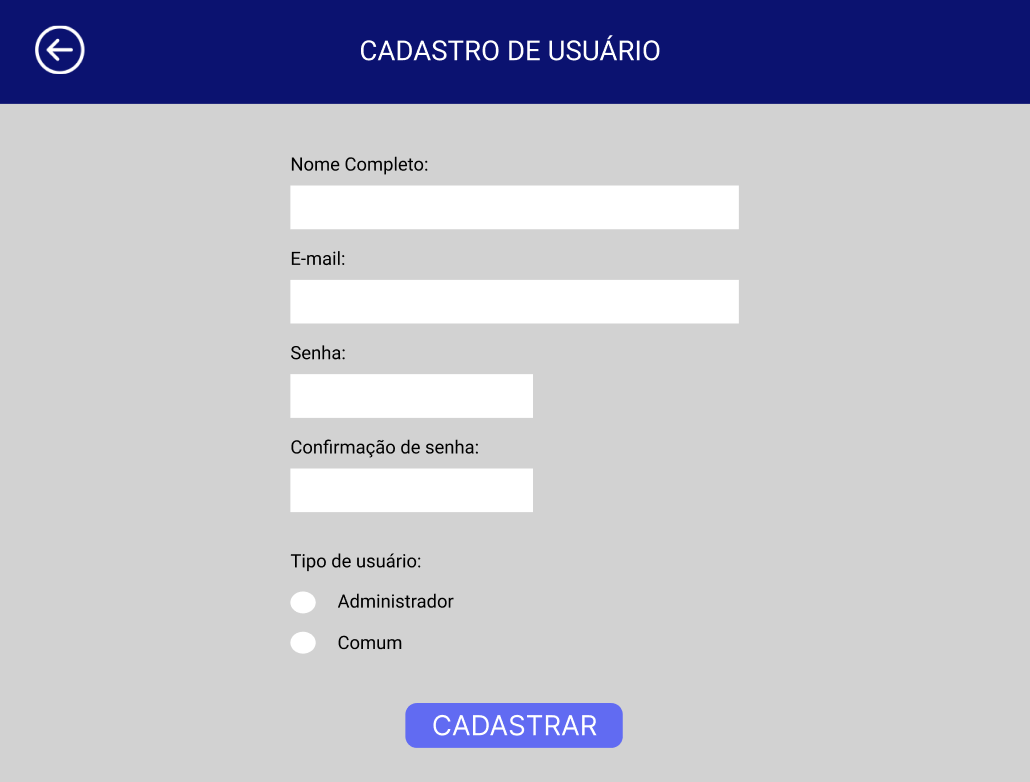 CADASTRO DE USUÁRIO
Nome Completo:
E-mail:
Senha:
Confirmação de senha:
Tipo de usuário:
Administrador
Comum
CADASTRAR